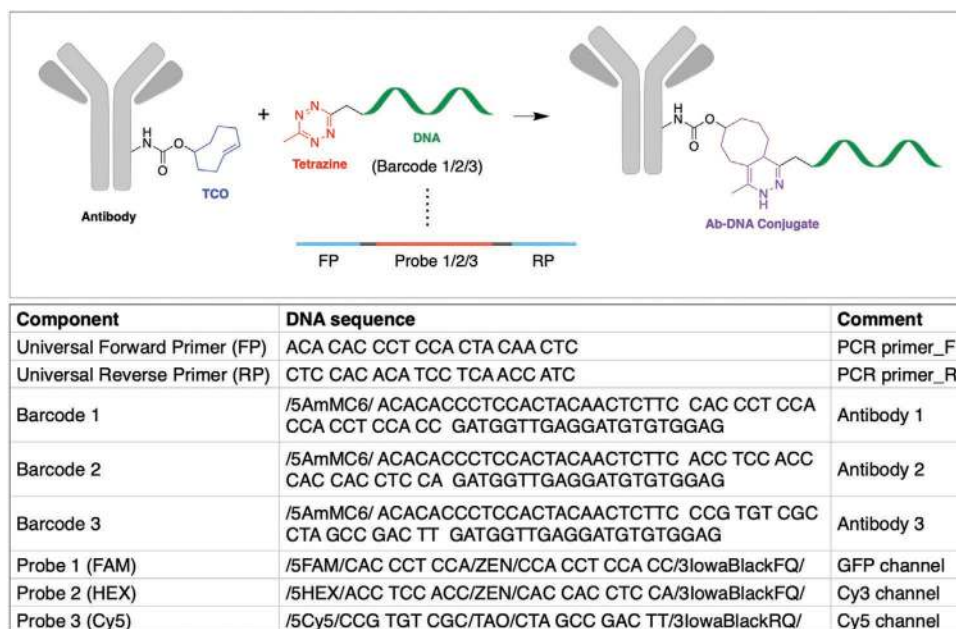 N N
H
N
O
O
+
N
N
N
N
DNA
Tetrazine
(Barcode 1/2/3)
TCO
Antibody
H
N
O
O
N
N
H
Ab-DNA Conjugate
FP Probe 1/2/3 RP
Component DNA sequence Comment
Universal Forward Primer (FP) ACA CAC CCT CCA CTA CAA CTC PCR primer_F
Universal Reverse Primer (RP) CTC CAC ACA TCC TCA ACC ATC PCR primer_R
Barcode 1 /5AmMC6/ ACACACCCTCCACTACAACTCTTC CAC CCT CCA
CCA CCT CCA CC GATGGTTGAGGATGTGTGGAG Antibody 1
Barcode 2 /5AmMC6/ ACACACCCTCCACTACAACTCTTC ACC TCC ACC
CAC CAC CTC CA GATGGTTGAGGATGTGTGGAG Antibody 2
Barcode 3 /5AmMC6/ ACACACCCTCCACTACAACTCTTC CCG TGT CGC
CTA GCC GAC TT GATGGTTGAGGATGTGTGGAG Antibody 3
Probe 1 (FAM) /5FAM/CAC CCT CCA/ZEN/CCA CCT CCA CC/3IowaBlackFQ/ GFP channel
Probe 2 (HEX) /5HEX/ACC TCC ACC/ZEN/CAC CAC CTC CA/3IowaBlackFQ/ Cy3 channel
Probe 3 (Cy5) /5Cy5/CCG TGT CGC/TAO/CTA GCC GAC TT/3IowaBlackRQ/ Cy5 channel